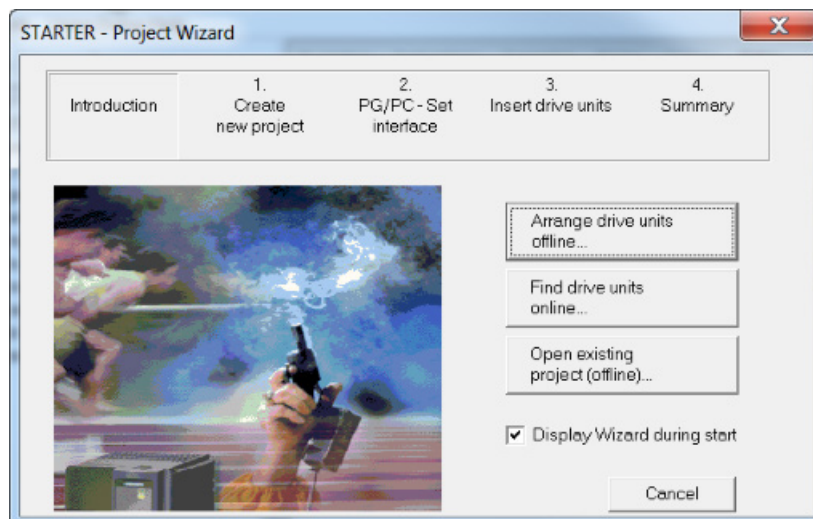 STARTER - Project Wizard
Introduction
1.
Create
new project
2.
PG/PC - Set
interface
3.
Insert drive units
4.
Summary
Arrange drive units
offline...
Find drive units
online...
Open existing
project (offline)...
Display Wizard during start
Cancel